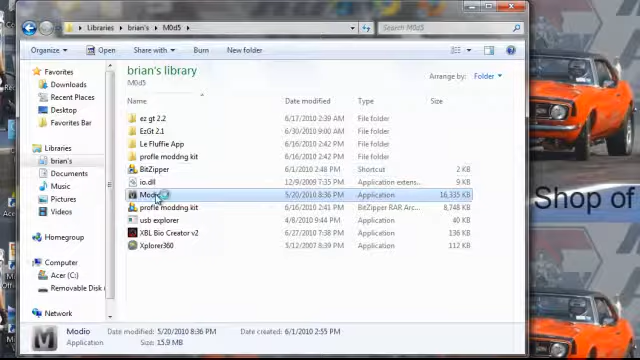 Libraries ▸ brian's ▸ M0d5
Search M0d5
Organize Open Share with Burn New folder
Favorites
Downloads
Recent Places
Desktop
Favorites Bar
Libraries
brian's
Documents
Music
Pictures
Videos
Homegroup
Computer
Acer (C:)
Removable Disk
Network
brian's library
M0d5
Arrange by: Folder
Name Date modified Type Size
ez gt 2.2 6/17/2010 2:39 AM File folder
EzGt 2.1 6/30/2010 9:00 AM File folder
Le Fluffie App 6/16/2010 2:42 PM File folder
profle moddng kit 6/16/2010 2:42 PM File folder
BitZipper 6/1/2010 2:48 PM Shortcut 2 KB
io.dll 12/9/2009 7:35 PM Application exten... 9 KB
Modio 5/20/2010 8:36 PM Application 16,335 KB
profle moddng kit 6/16/2010 2:41 PM BitZipper RAR Arc... 8,748 KB
usb explorer 4/8/2010 9:44 PM Application 40 KB
XBL Bio Creator v2 6/27/2010 7:38 PM Application 136 KB
Xplorer360 5/12/2007 8:39 PM Application 112 KB
Modio Date modified: 5/20/2010 8:36 PM Date created: 6/1/2010 2:55 PM
Application Size: 15.9 MB
Shop of